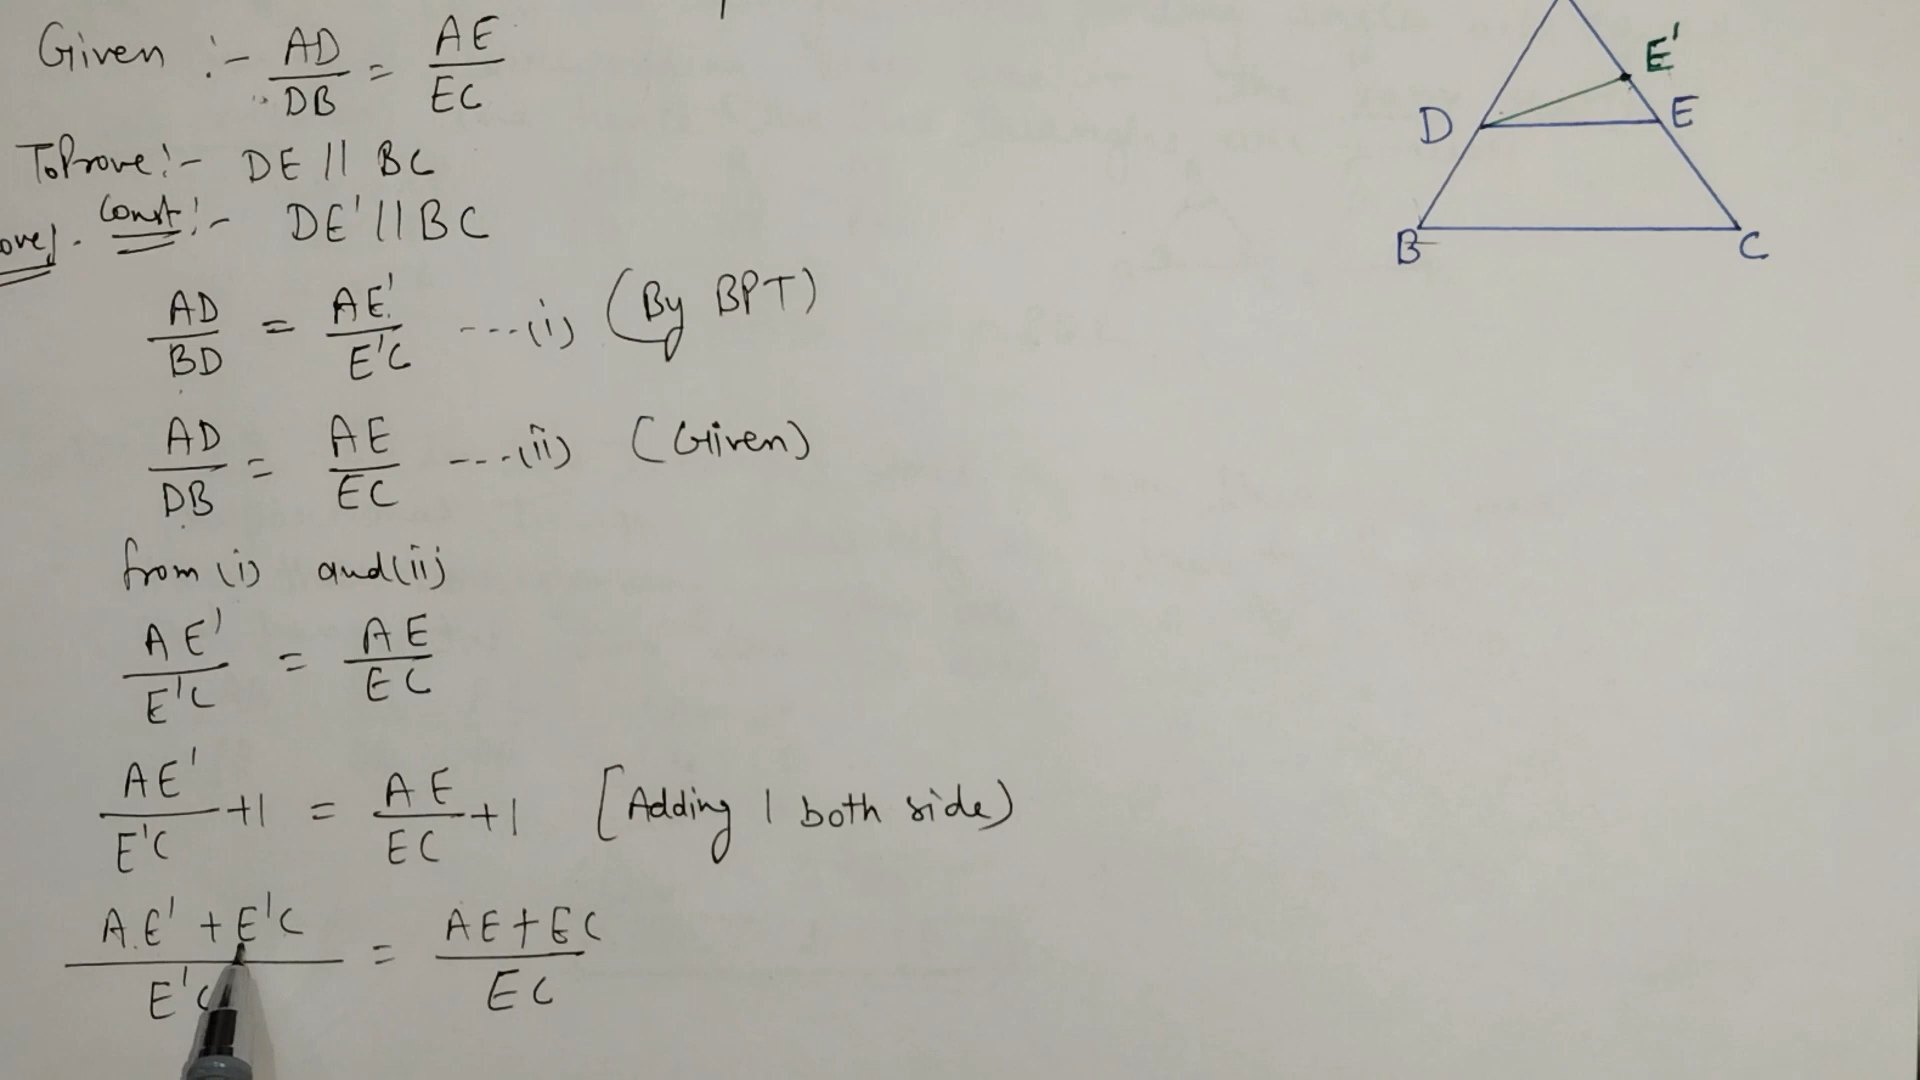 Given :- AD/DB = AE/EC
To Prove :- DE || BC
Const :- DE' || BC
AD/BD = AE'/E'C ---(i) (By BPT)
AD/DB = AE/EC ---(ii) (Given)
from (i) and (ii)
AE'/E'C = AE/EC
AE'/E'C +1 = AE/EC +1 [Adding 1 both side)
AE' + E'C/E'C = AE + EC/EC
E'
D
E
B
C